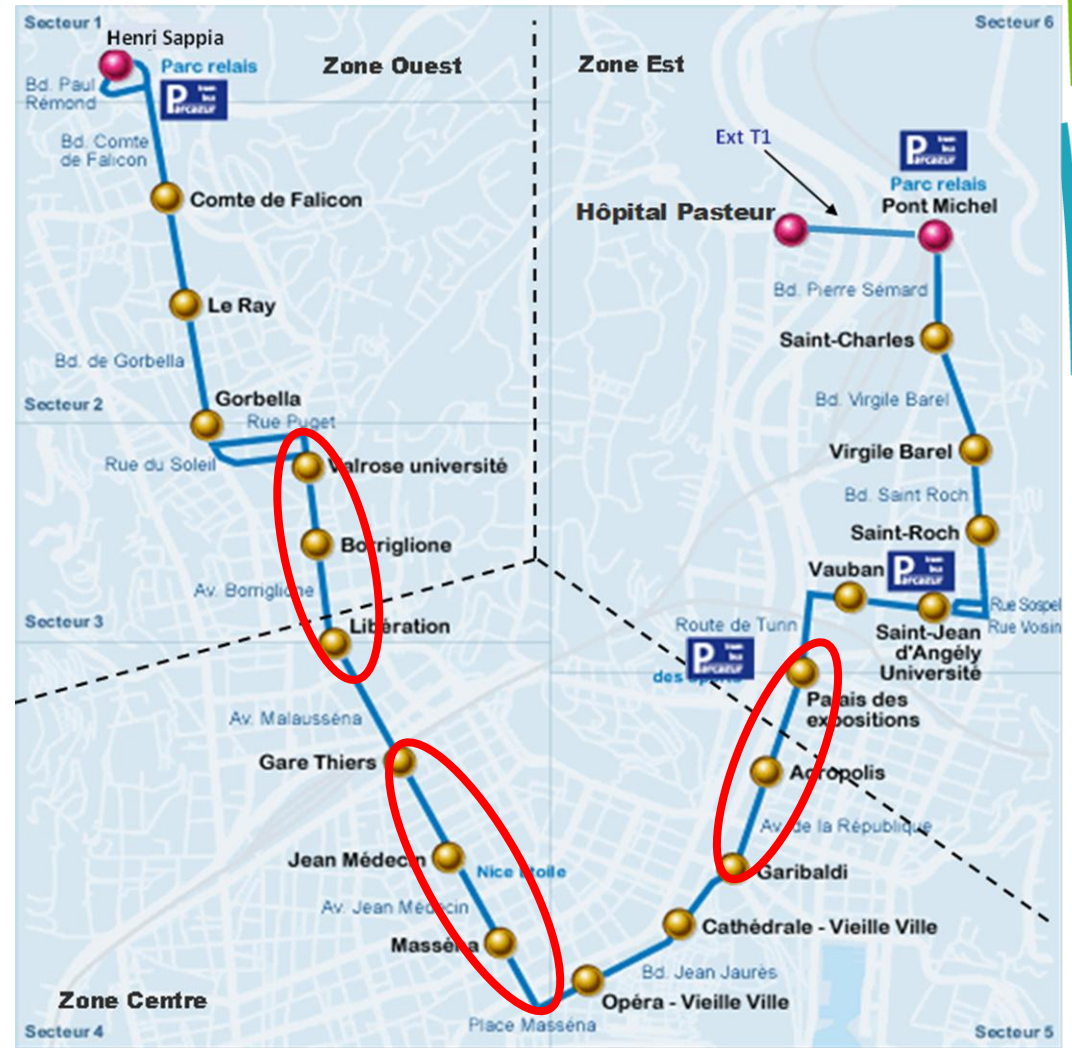 Secteur 1
Henri Sappia
Parc relais
Bd. Paul
Rémond
Parcazur
Zone Ouest
Bd. Comte
de Falicon
Comte de Falicon
Le Ray
Bd. de Gorbella
Secteur 2
Gorbella
Rue Puget
Rue du Soleil
Valrose université
Borriglione
Av. Borriglione
Secteur 3
Libération
Av. Malausséna
Gare Thiers
Jean Médecin
Nice Etoile
Av. Jean Médecin
Masséna
Zone Centre
Secteur 4
Place Masséna
Zone Est
Secteur 6
Ext T1
Parcazur
Parc relais
Pont Michel
Hôpital Pasteur
Bd. Pierre Sémard
Saint-Charles
Bd. Virgile Barel
Virgile Barel
Bd. Saint Roch
Saint-Roch
Vauban
Parcazur
Rue Sospel
Rue Voisin
Saint-Jean
d'Angély
Université
Route de Turin
Parcazur
des
Palais des
expositions
Acropolis
Av. de la République
Garibaldi
Cathédrale - Vieille Ville
Bd. Jean Jaurès
Opéra - Vieille Ville
Secteur 5